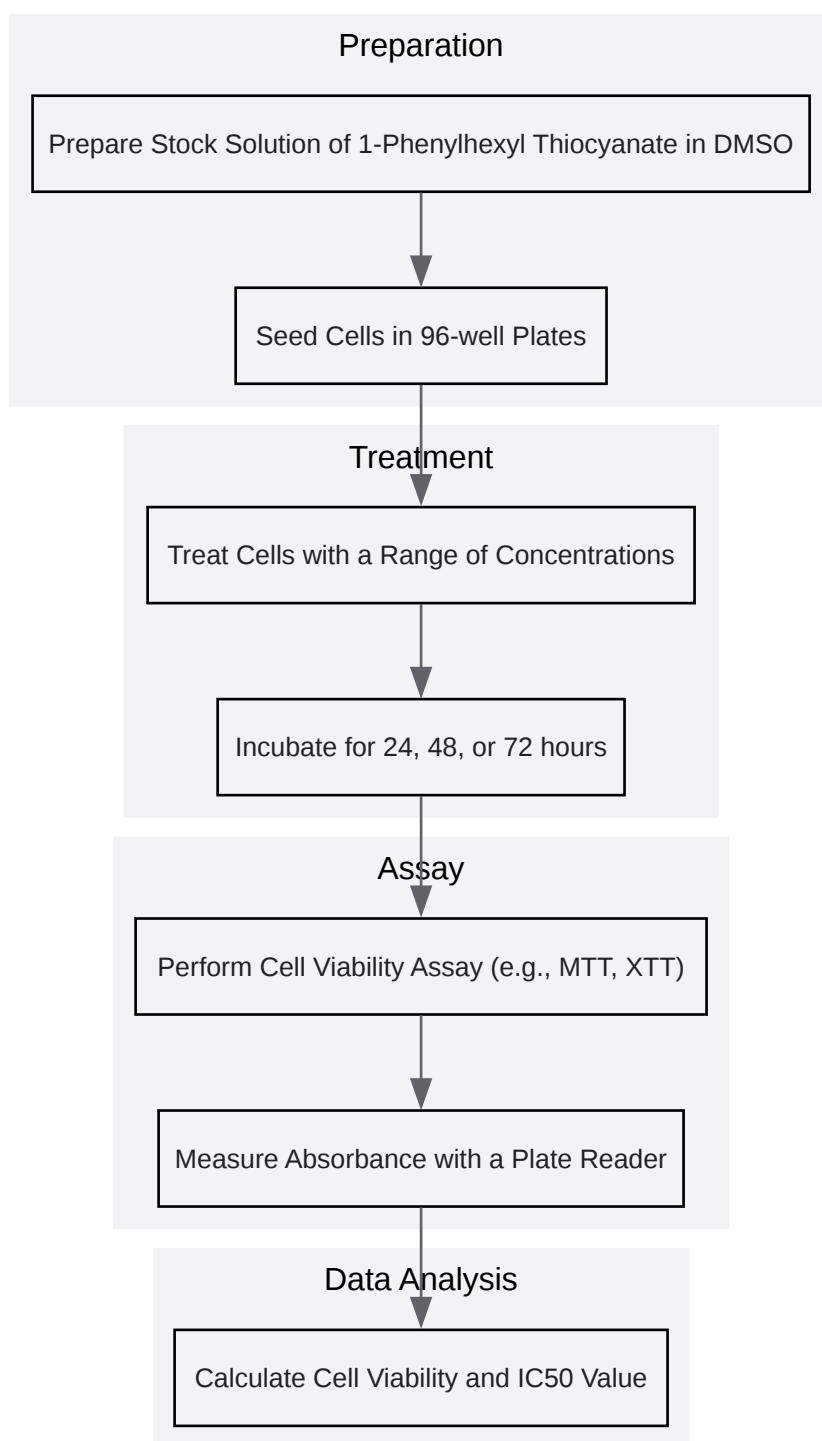 Preparation
Prepare Stock Solution of 1-Phenylhexyl Thiocyanate in DMSO
Seed Cells in 96-well Plates
Treatment
Treat Cells with a Range of Concentrations
Incubate for 24, 48, or 72 hours
Assay
Perform Cell Viability Assay (e.g., MTT, XTT)
Measure Absorbance with a Plate Reader
Data Analysis
Calculate Cell Viability and IC50 Value